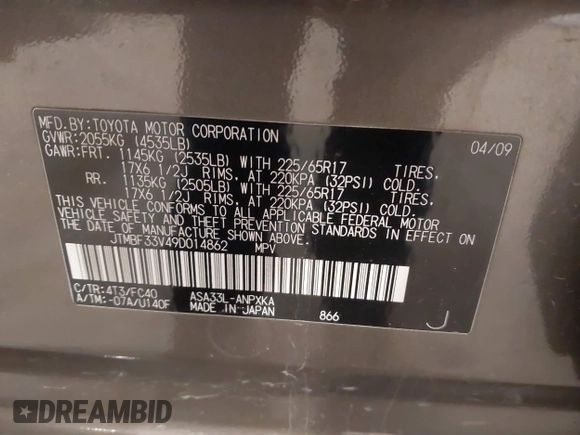 MFD.BY:TOYOTA MOTOR CORPORATION 04/09
GVWR:2055KG (4535LB)
GAWR:FRT. 1145KG (2535LB) WITH 225/65R17 TIRES,
17X6 1/2J RIMS, AT 220KPA (32PSI) COLD.
RR. 1135KG (2505LB) WITH 225/65R17 TIRES,
17X6 1/2J RIMS, AT 220KPA (32PSI) COLD.
THIS VEHICLE CONFORMS TO ALL APPLICABLE FEDERAL MOTOR
VEHICLE SAFETY AND BUMPER STANDARDS IN EFFECT ON
THE DATE OF MANUFACTURE SHOWN ABOVE.
JTMBF33V49D014862 MPV
C/TR:4T3/FC40 ASA33L-ANPXKA
A/TM:-07A/U140F MADE IN JAPAN 866 J
DREAMBID